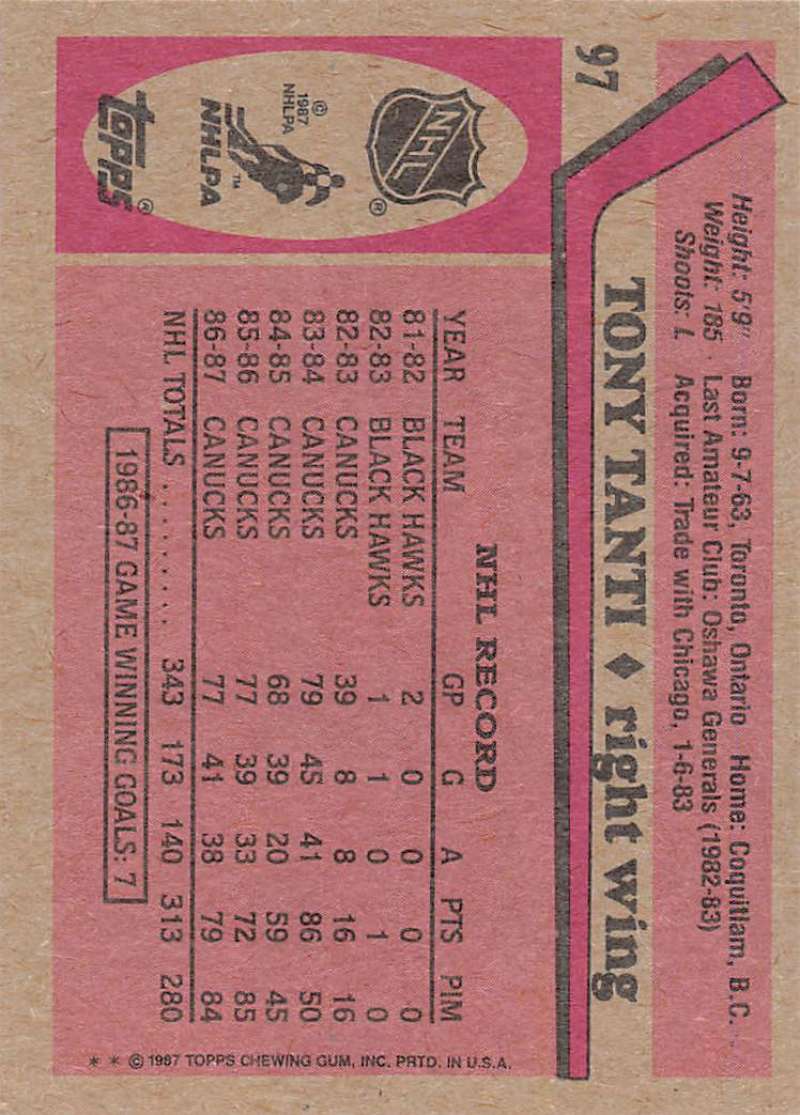 97
Height: 5'9" Born: 9-7-63, Toronto, Ontario Home: Coquitlam, B.C.
Weight: 185 Last Amateur Club: Oshawa Generals (1982-83)
Shoots: L Acquired: Trade with Chicago, 1-6-83
TONY TANTI ♦ right wing
NHL ®
© 1987 NHLPA
NHLPA ™
TOPPS ®
NHL RECORD
YEAR TEAM GP G A PTS PIM
81-82 BLACK HAWKS 2 0 0 0 0
82-83 BLACK HAWKS 1 1 0 1 0
82-83 CANUCKS 39 8 8 16 16
83-84 CANUCKS 79 45 41 86 50
84-85 CANUCKS 68 39 20 59 45
85-86 CANUCKS 77 39 33 72 85
86-87 CANUCKS 77 41 38 79 84
NHL TOTALS .......... 343 173 140 313 280
1986-87 GAME WINNING GOALS: 7
* * © 1987 TOPPS CHEWING GUM, INC. PRTD. IN U.S.A.